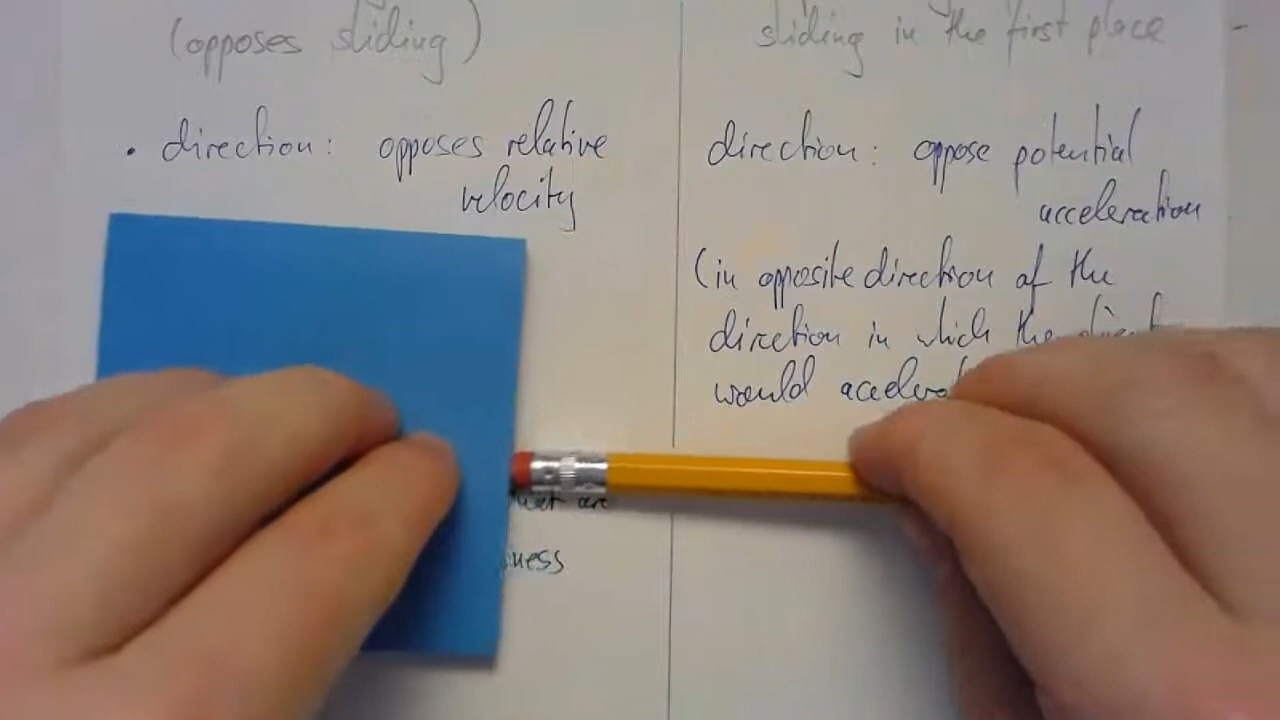 (opposes sliding)
• direction: opposes relative
velocity
are
sliding in the first place
direction: oppose potential
acceleration
(in opposite direction of the
direction in which the
would